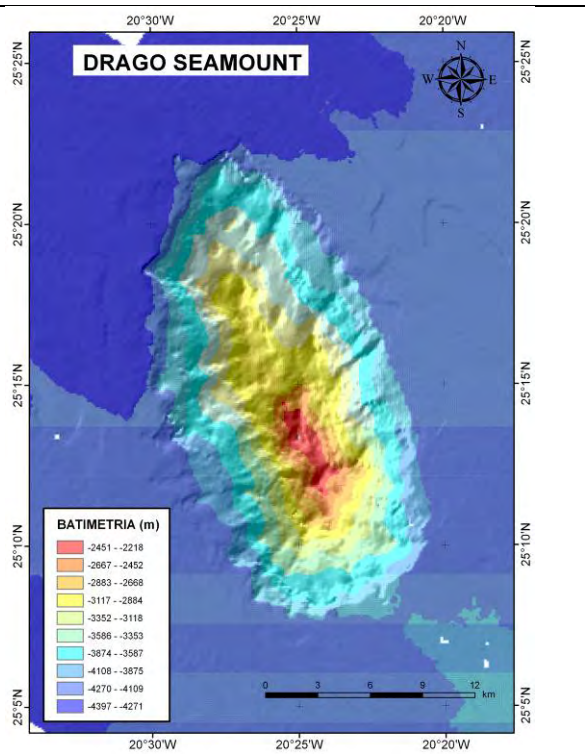 20°30'W 20°25'W 20°20'W
DRAGO SEAMOUNT
N
W E
S
25°25'N 25°25'N
25°20'N 25°20'N
25°15'N 25°15'N
25°10'N 25°10'N
25°5'N 25°5'N
BATIMETRIA (m)
-2451 - -2218
-2667 - -2452
-2883 - -2668
-3117 - -2884
-3352 - -3118
-3586 - -3353
-3874 - -3587
-4108 - -3875
-4270 - -4109
-4397 - -4271
0 3 6 9 12
km
20°30'W 20°25'W 20°20'W